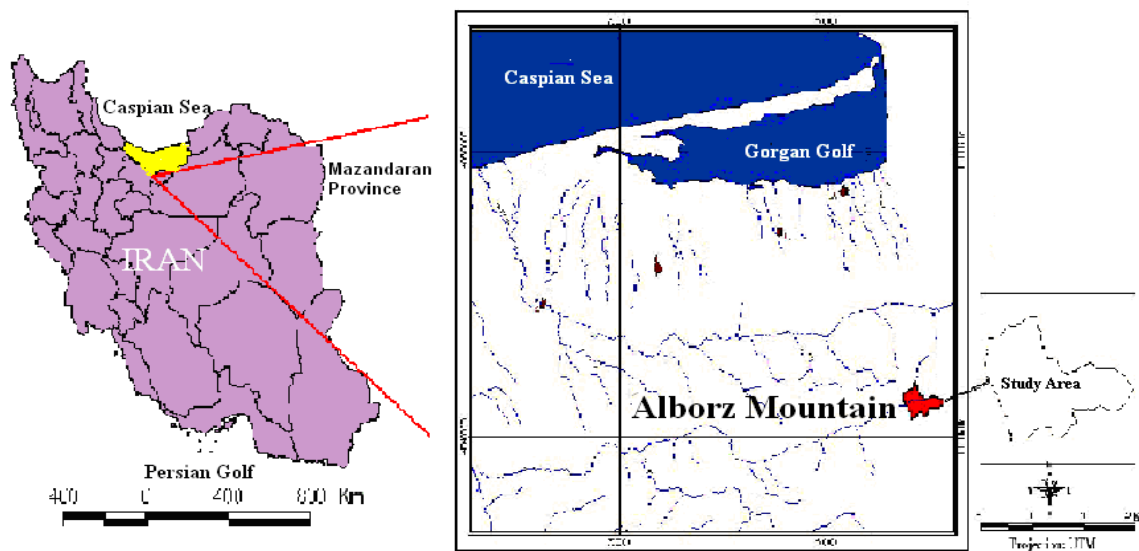 Caspian Sea
Mazandaran
Province
IRAN
Persian Golf
400 0 400 800 Km
Caspian Sea
Gorgan Golf
Alborz Mountain
Study Area
Projection: UTM